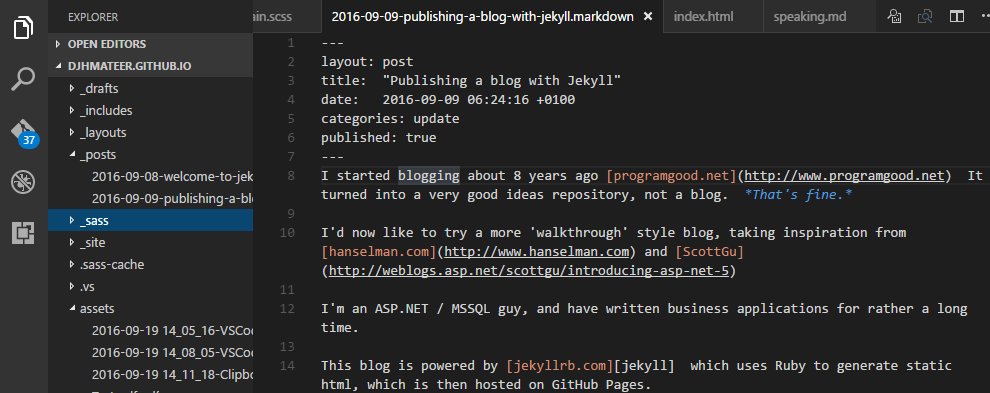 EXPLORER
OPEN EDITORS
DJHMATEER.GITHUB.IO
_drafts
_includes
_layouts
_posts
2016-09-08-welcome-to-jek
2016-09-09-publishing-a-bl
_sass
_site
.sass-cache
.vs
assets
2016-09-19 14_05_16-VSCo
2016-09-19 14_08_05-VSCo
2016-09-19 14_11_18-Clipb
37
ain.scss
2016-09-09-publishing-a-blog-with-jekyll.markdown
index.html
speaking.md
1 ---
2 layout: post
3 title:  "Publishing a blog with Jekyll"
4 date:   2016-09-09 06:24:16 +0100
5 categories: update
6 published: true
7 ---
8 I started blogging about 8 years ago [programgood.net](http://www.programgood.net)  It
turned into a very good ideas repository, not a blog.  *That's fine.*
9
10 I'd now like to try a more 'walkthrough' style blog, taking inspiration from
[hanselman.com](http://www.hanselman.com) and [ScottGu]
(http://weblogs.asp.net/scottgu/introducing-asp-net-5)
11
12 I'm an ASP.NET / MSSQL guy, and have written business applications for rather a long
time.
13
14 This blog is powered by [jekyllrb.com][jekyll]  which uses Ruby to generate static
html, which is then hosted on GitHub Pages.